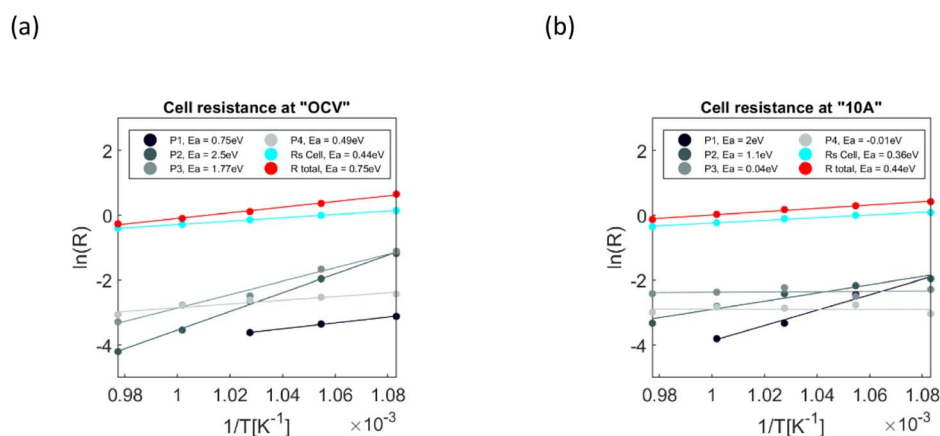 (a)
Cell resistance at "OCV"
P1, Ea = 0.75eV
P2, Ea = 2.5eV
P3, Ea = 1.77eV
P4, Ea = 0.49eV
Rs Cell, Ea = 0.44eV
R total, Ea = 0.75eV
ln(R)
2
0
-2
-4
0.98
1
1.02
1.04
1.06
1.08
1/T[K⁻¹]
×10⁻³
(b)
Cell resistance at "10A"
P1, Ea = 2eV
P2, Ea = 1.1eV
P3, Ea = 0.04eV
P4, Ea = -0.01eV
Rs Cell, Ea = 0.36eV
R total, Ea = 0.44eV
ln(R)
2
0
-2
-4
0.98
1
1.02
1.04
1.06
1.08
1/T[K⁻¹]
×10⁻³